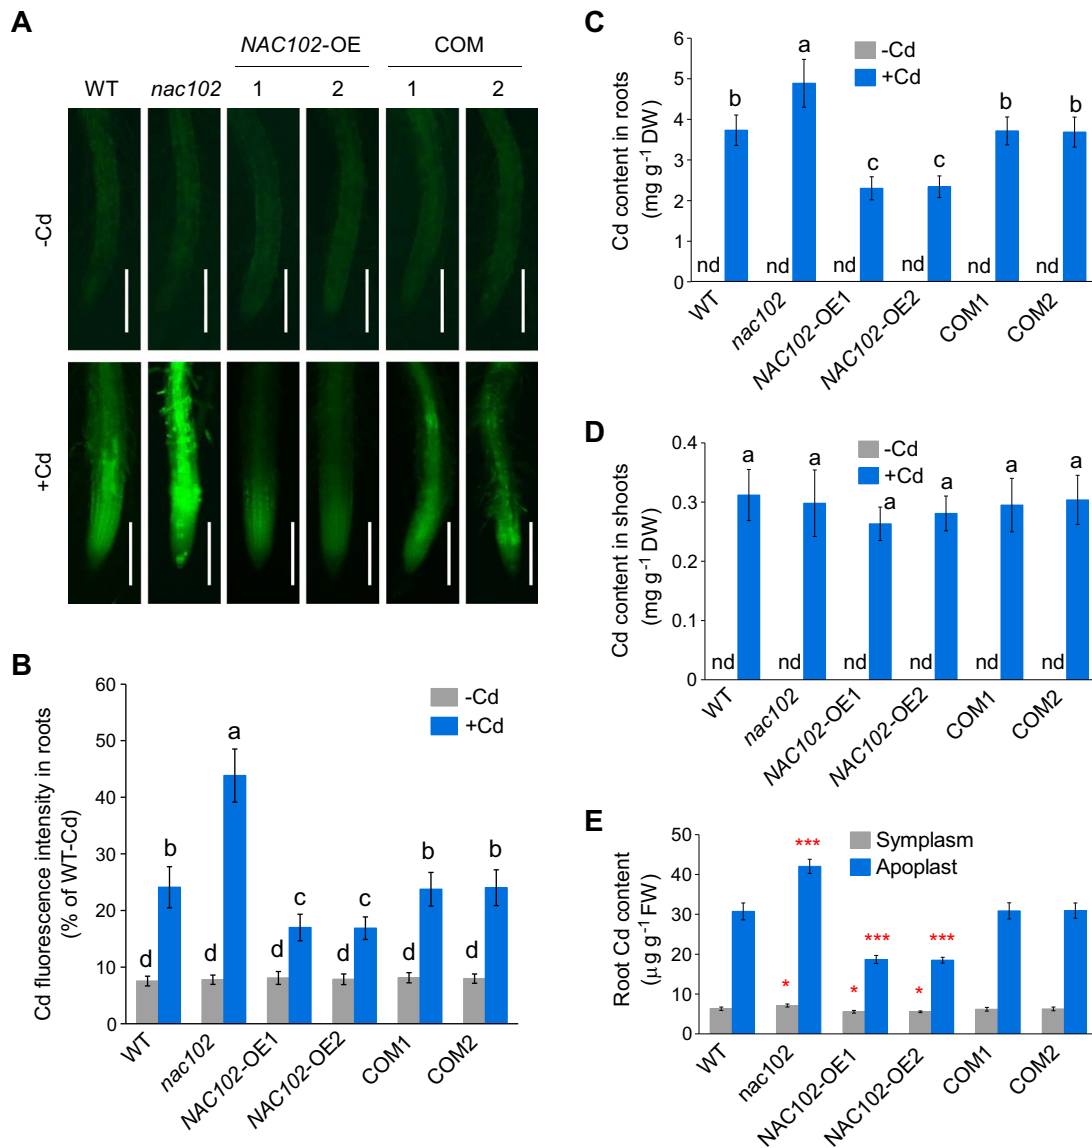 A
NAC102-OE COM
WT nac102 1 2 1 2
-Cd
+Cd
B
Cd fluorescence intensity in roots
(% of WT-Cd)
60
50
40
30
20
10
0
-Cd
+Cd
d b d a d c d c d b d b
WT nac102 NAC102-OE1 NAC102-OE2 COM1 COM2
C
Cd content in roots
(mg g⁻¹ DW)
6
5
4
3
2
1
0
-Cd
+Cd
b a c c b b
nd nd nd nd nd nd
WT nac102 NAC102-OE1 NAC102-OE2 COM1 COM2
D
Cd content in shoots
(mg g⁻¹ DW)
0.4
0.3
0.2
0.1
0
-Cd
+Cd
a a a a a a
nd nd nd nd nd nd
WT nac102 NAC102-OE1 NAC102-OE2 COM1 COM2
E
Root Cd content
(μg g⁻¹ FW)
50
40
30
20
10
0
Symplasm
Apoplast
* *** * *** * ***
WT nac102 NAC102-OE1 NAC102-OE2 COM1 COM2